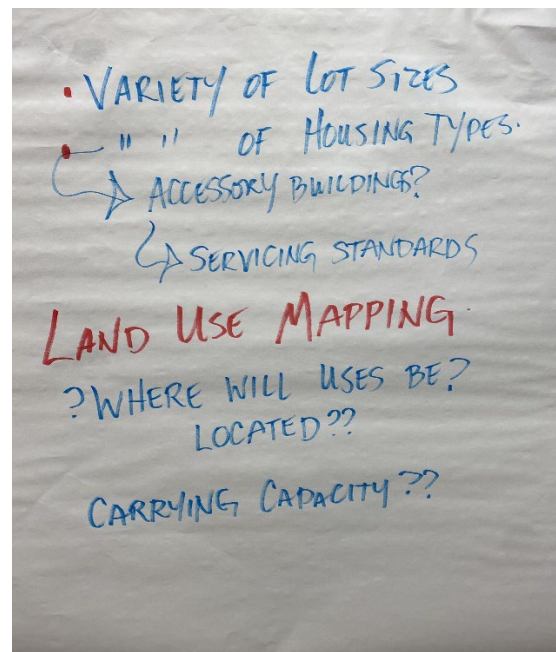 • VARIETY OF LOT SIZES
• " " OF HOUSING TYPES.
ACCESSORY BUILDINGS?
SERVICING STANDARDS
LAND USE MAPPING.
? WHERE WILL USES BE?
LOCATED??
CARRYING CAPACITY??